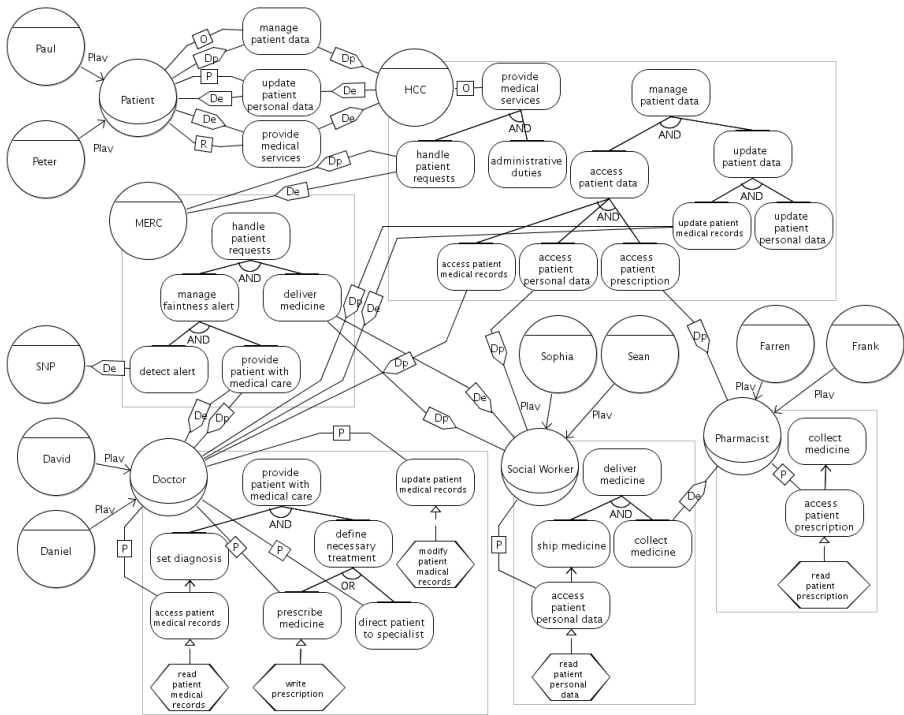 Paul
Plav
Patient
Peter
Plav
O
Dp
P
De
De
R
manage
patient data
update
patient
personal data
provide
medical
services
Dp
De
De
HCC
O
provide
medical
services
AND
handle
patient
requests
administrative
duties
Dp
De
manage
patient data
AND
access
patient data
update
patient data
AND
AND
update patient
medical records
update
patient
personal data
access patient
medical records
access
patient
personal data
access
patient
prescription
MERC
handle
patient
requests
AND
manage
faintness alert
deliver
medicine
AND
detect alert
provide
patient with
medical care
SNP
De
Dp
De
Dp
Dp
Dp
De
Dp
De
Dp
Sophia
Sean
Plav
Plav
Farren
Frank
Plav
Plav
David
Plav
Doctor
Daniel
Plav
P
P
P
P
provide
patient with
medical care
AND
set diagnosis
define
necessary
treatment
OR
access patient
medical records
prescribe
medicine
direct patient
to specialist
read
patient
medical
records
write
prescription
update patient
medical records
modify
patient
madical
records
Social Worker
P
deliver
medicine
AND
ship medicine
collect
medicine
access
patient
personal data
read
patient
personal
data
De
Pharmacist
P
collect
medicine
access
patient
prescription
read
patient
prescription